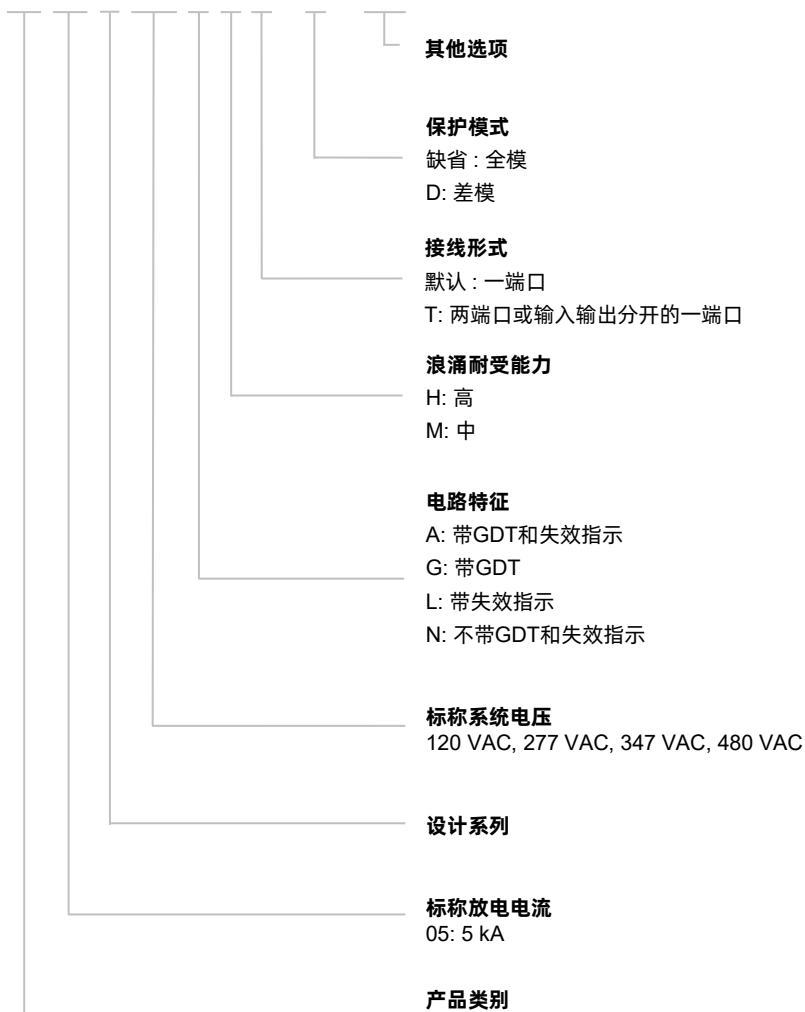 其他选项
保护模式
缺省 : 全模
D: 差模
接线形式
默认 : 一端口
T: 两端口或输入输出分开的一端口
浪涌耐受能力
H: 高
M: 中
电路特征
A: 带GDT和失效指示
G: 带GDT
L: 带失效指示
N: 不带GDT和失效指示
标称系统电压
120 VAC, 277 VAC, 347 VAC, 480 VAC
设计系列
标称放电电流
05: 5 kA
产品类别